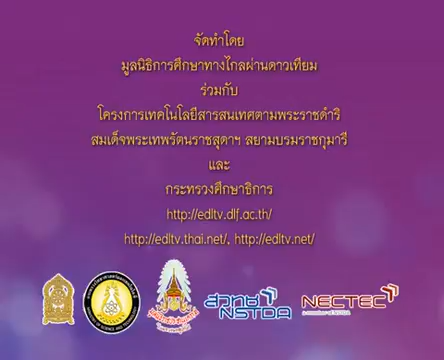 จัดทำโดย
มูลนิธิการศึกษาทางไกลผ่านดาวเทียม
ร่วมกับ
โครงการเทคโนโลยีสารสนเทศตามพระราชดำริ
สมเด็จพระเทพรัตนราชสุดาฯ สยามบรมราชกุมารี
และ
กระทรวงศึกษาธิการ
http://edltv.dlf.ac.th/
http://edltv.thai.net/, http://edltv.net/
สวทช
NSTDA
NECTEC
a member of NSTDA